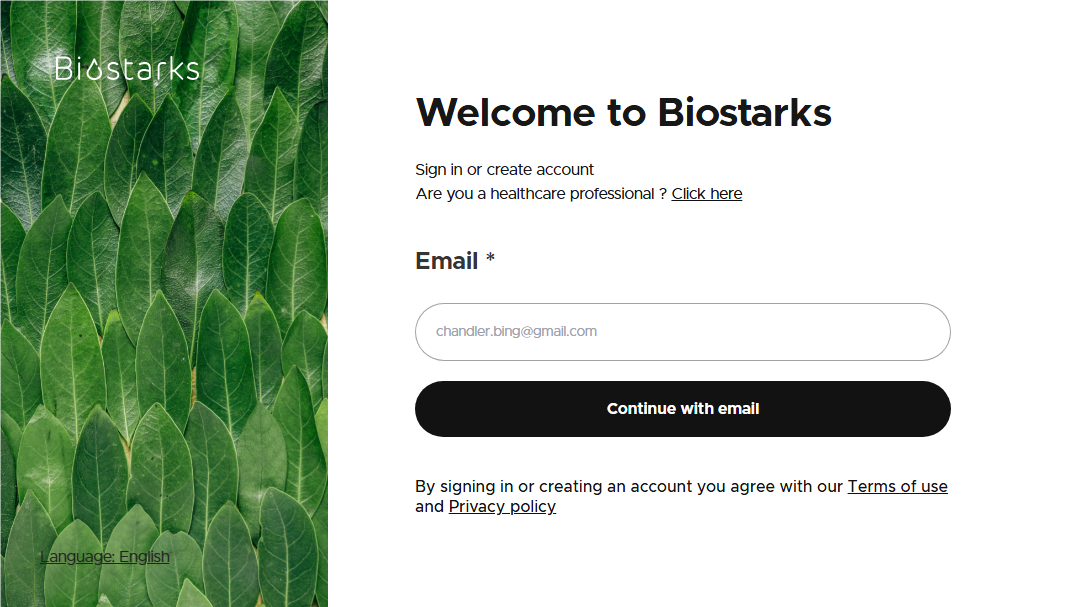 Biostarks
Welcome to Biostarks
Sign in or create account
Are you a healthcare professional ? Click here
Email *
chandler.bing@gmail.com
Continue with email
By signing in or creating an account you agree with our Terms of use
and Privacy policy
Language: English